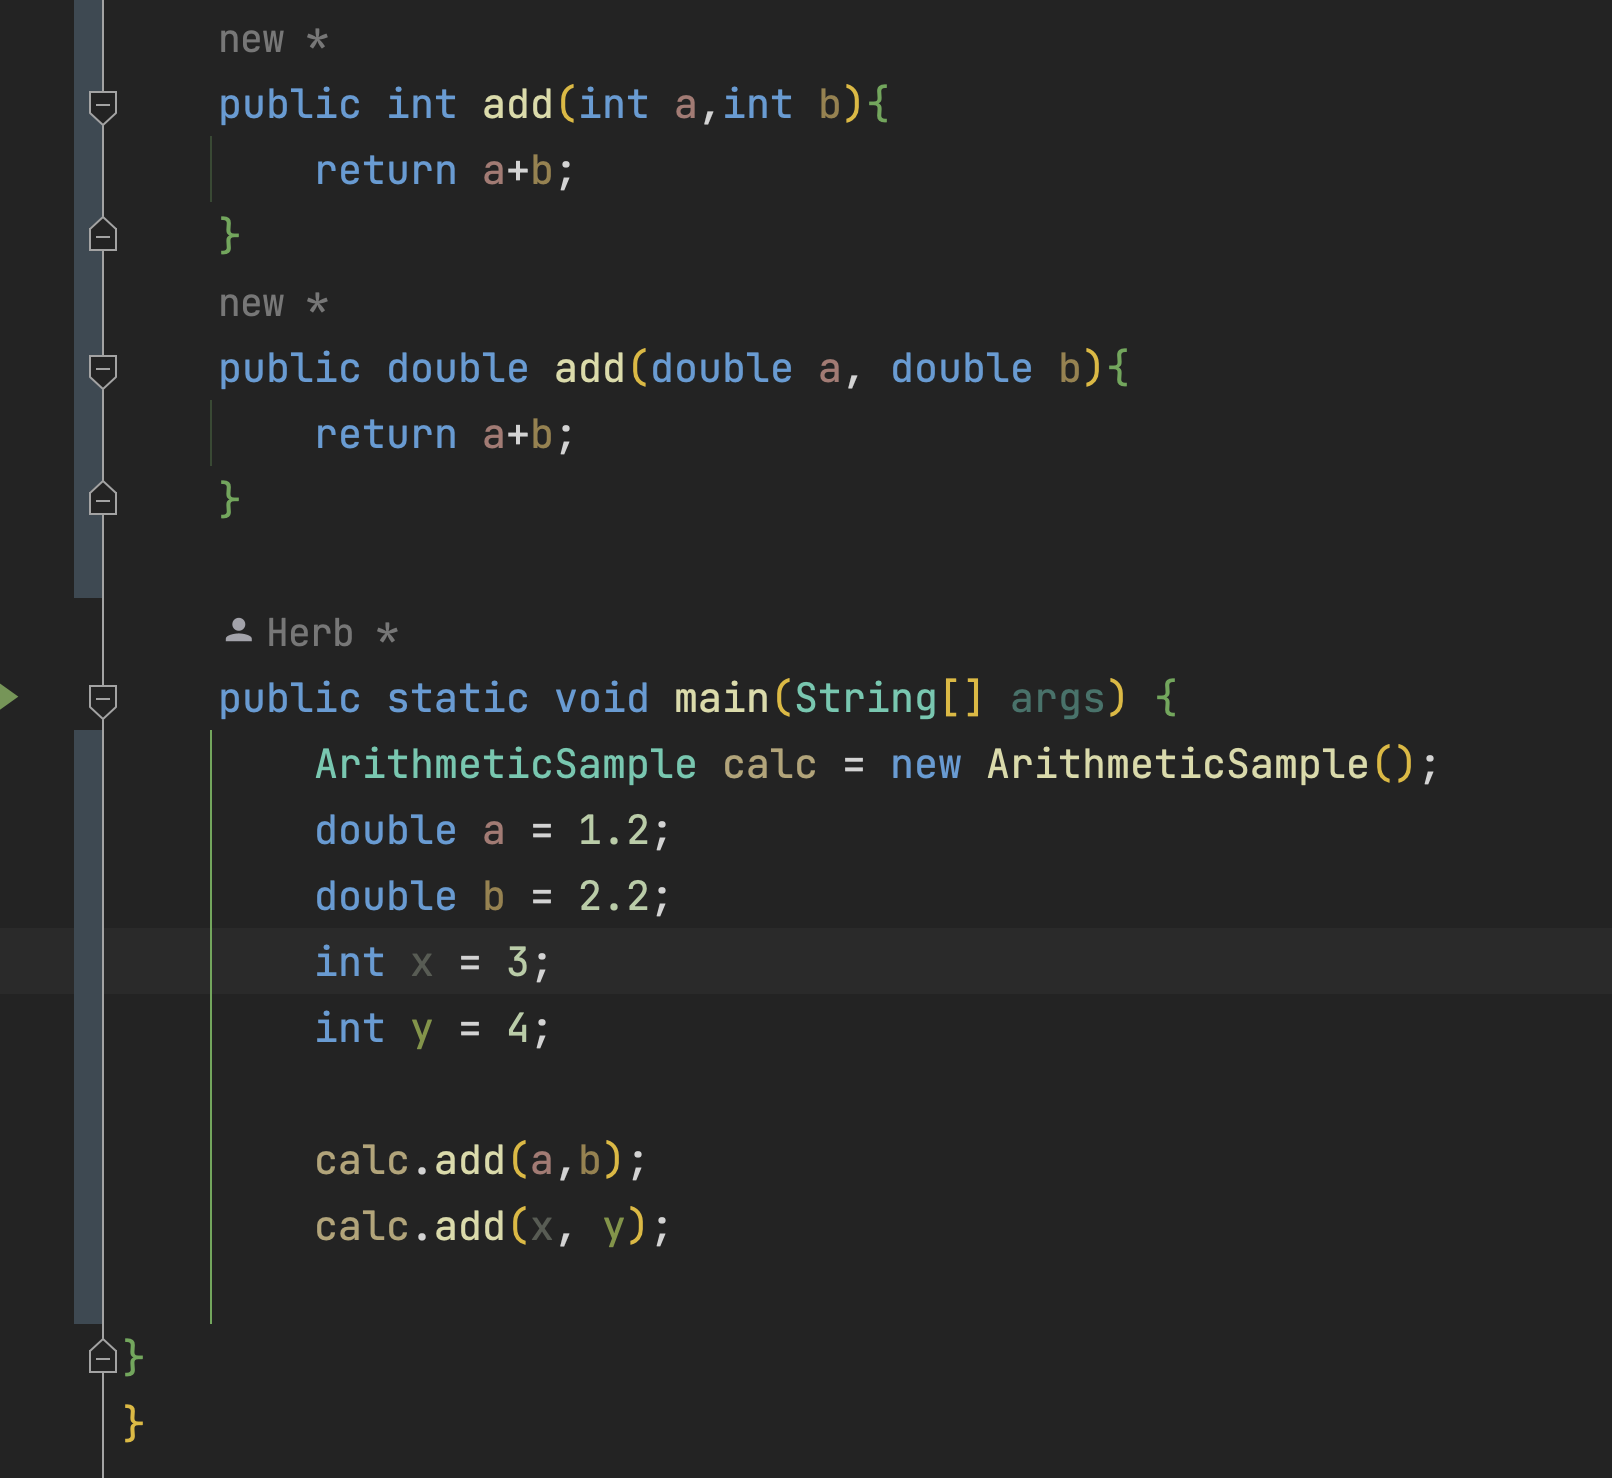 new *
public int add(int a,int b){
return a+b;
}
new *
public double add(double a, double b){
return a+b;
}
Herb *
public static void main(String[] args) {
ArithmeticSample calc = new ArithmeticSample();
double a = 1.2;
double b = 2.2;
int x = 3;
int y = 4;
calc.add(a,b);
calc.add(x, y);
}
}